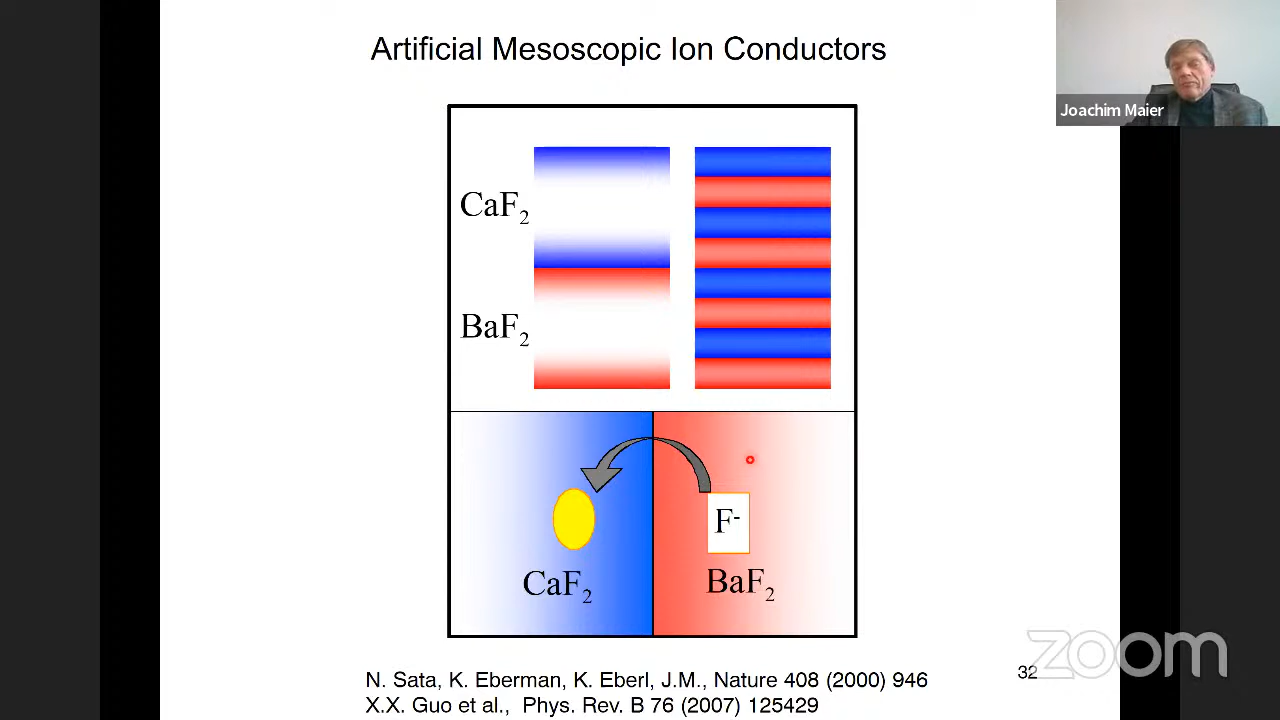 Artificial Mesoscopic Ion Conductors
Joachim Maier
CaF₂
BaF₂
F⁻
CaF₂
BaF₂
N. Sata, K. Eberman, K. Eberl, J.M., Nature 408 (2000) 946
X.X. Guo et al., Phys. Rev. B 76 (2007) 125429
32
zoom